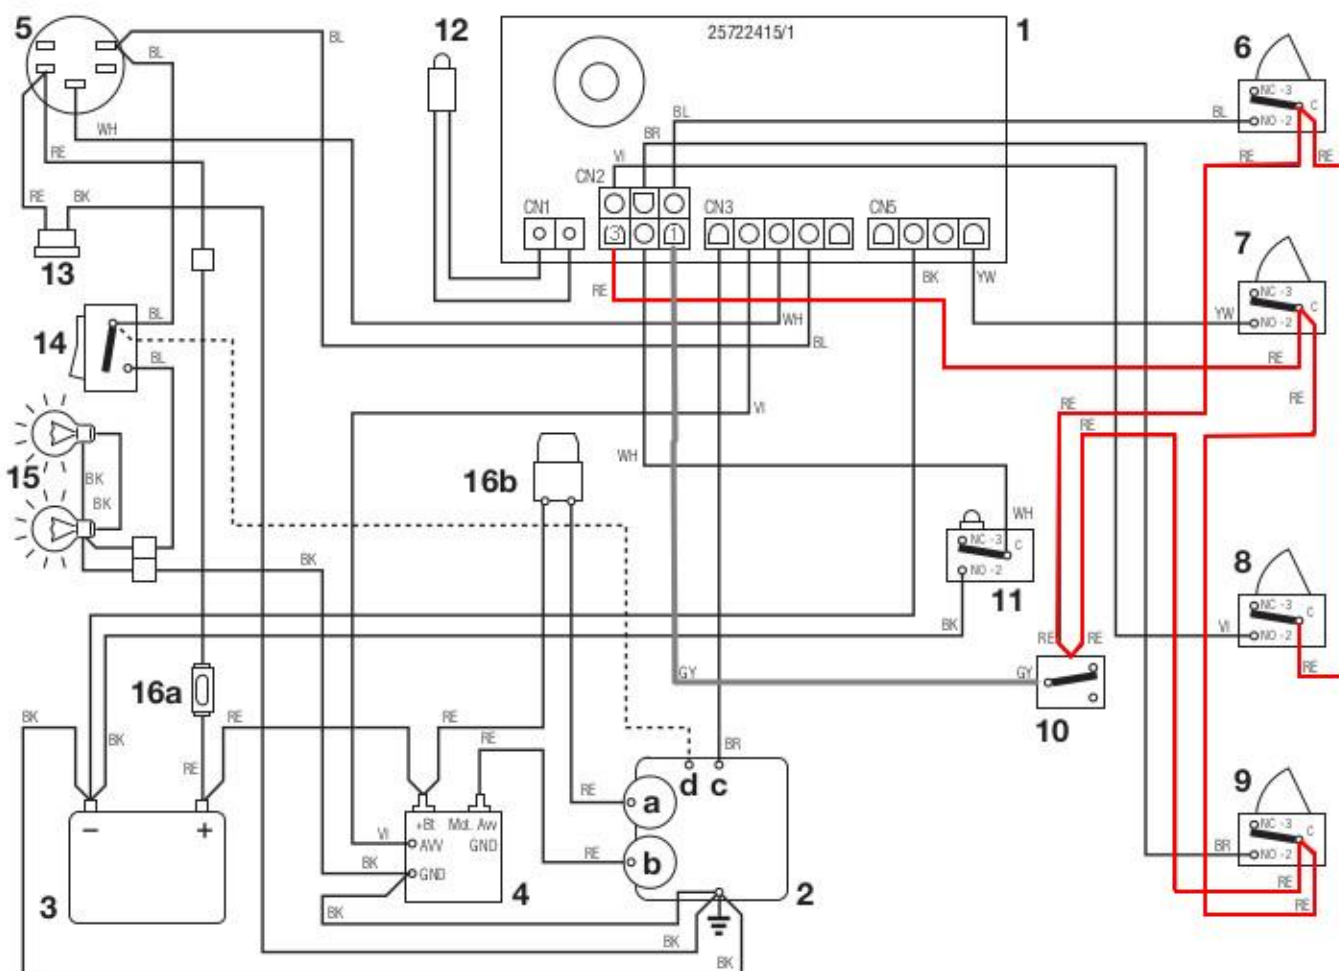 5
BL
BL
12
25722415/1
1
6
NC -3
C
NO -2
BL
RE
RE
WH
RE
BR
BL
VI
CN2
CN1
CN3
CN5
3
1
RE
BK
13
RE
WH
BL
BK
YW
7
NC -3
C
NO -2
YW
RE
RE
14
BL
BL
VI
RE
RE
15
BK
BK
16b
WH
WH
NC -3
C
NO -2
11
8
NC -3
C
NO -2
VI
BK
BK
RE
RE
16a
GY
GY
10
BK
BK
RE
RE
RE
RE
BR
d
c
a
b
RE
RE
2
9
NC -3
C
NO -2
BR
RE
RE
−
+
3
+Bt
Mot. Avv
AVV
GND
GND
4
VI
BK
BK
BK
BK